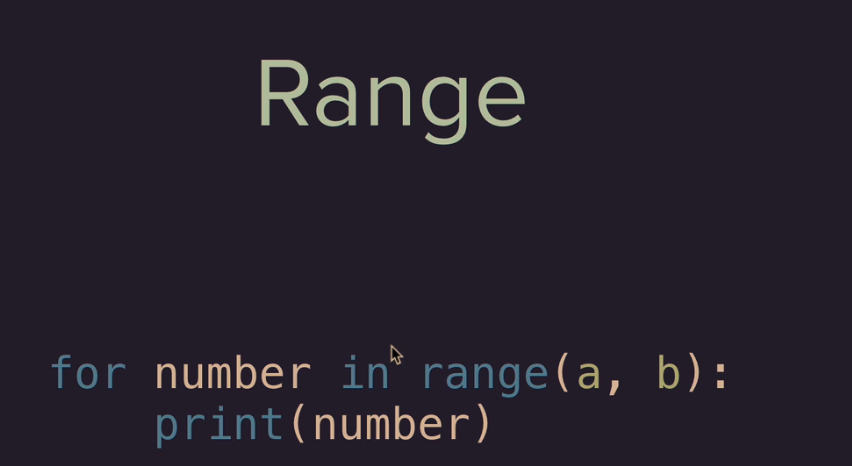 Range
for number in range(a, b):
    print(number)